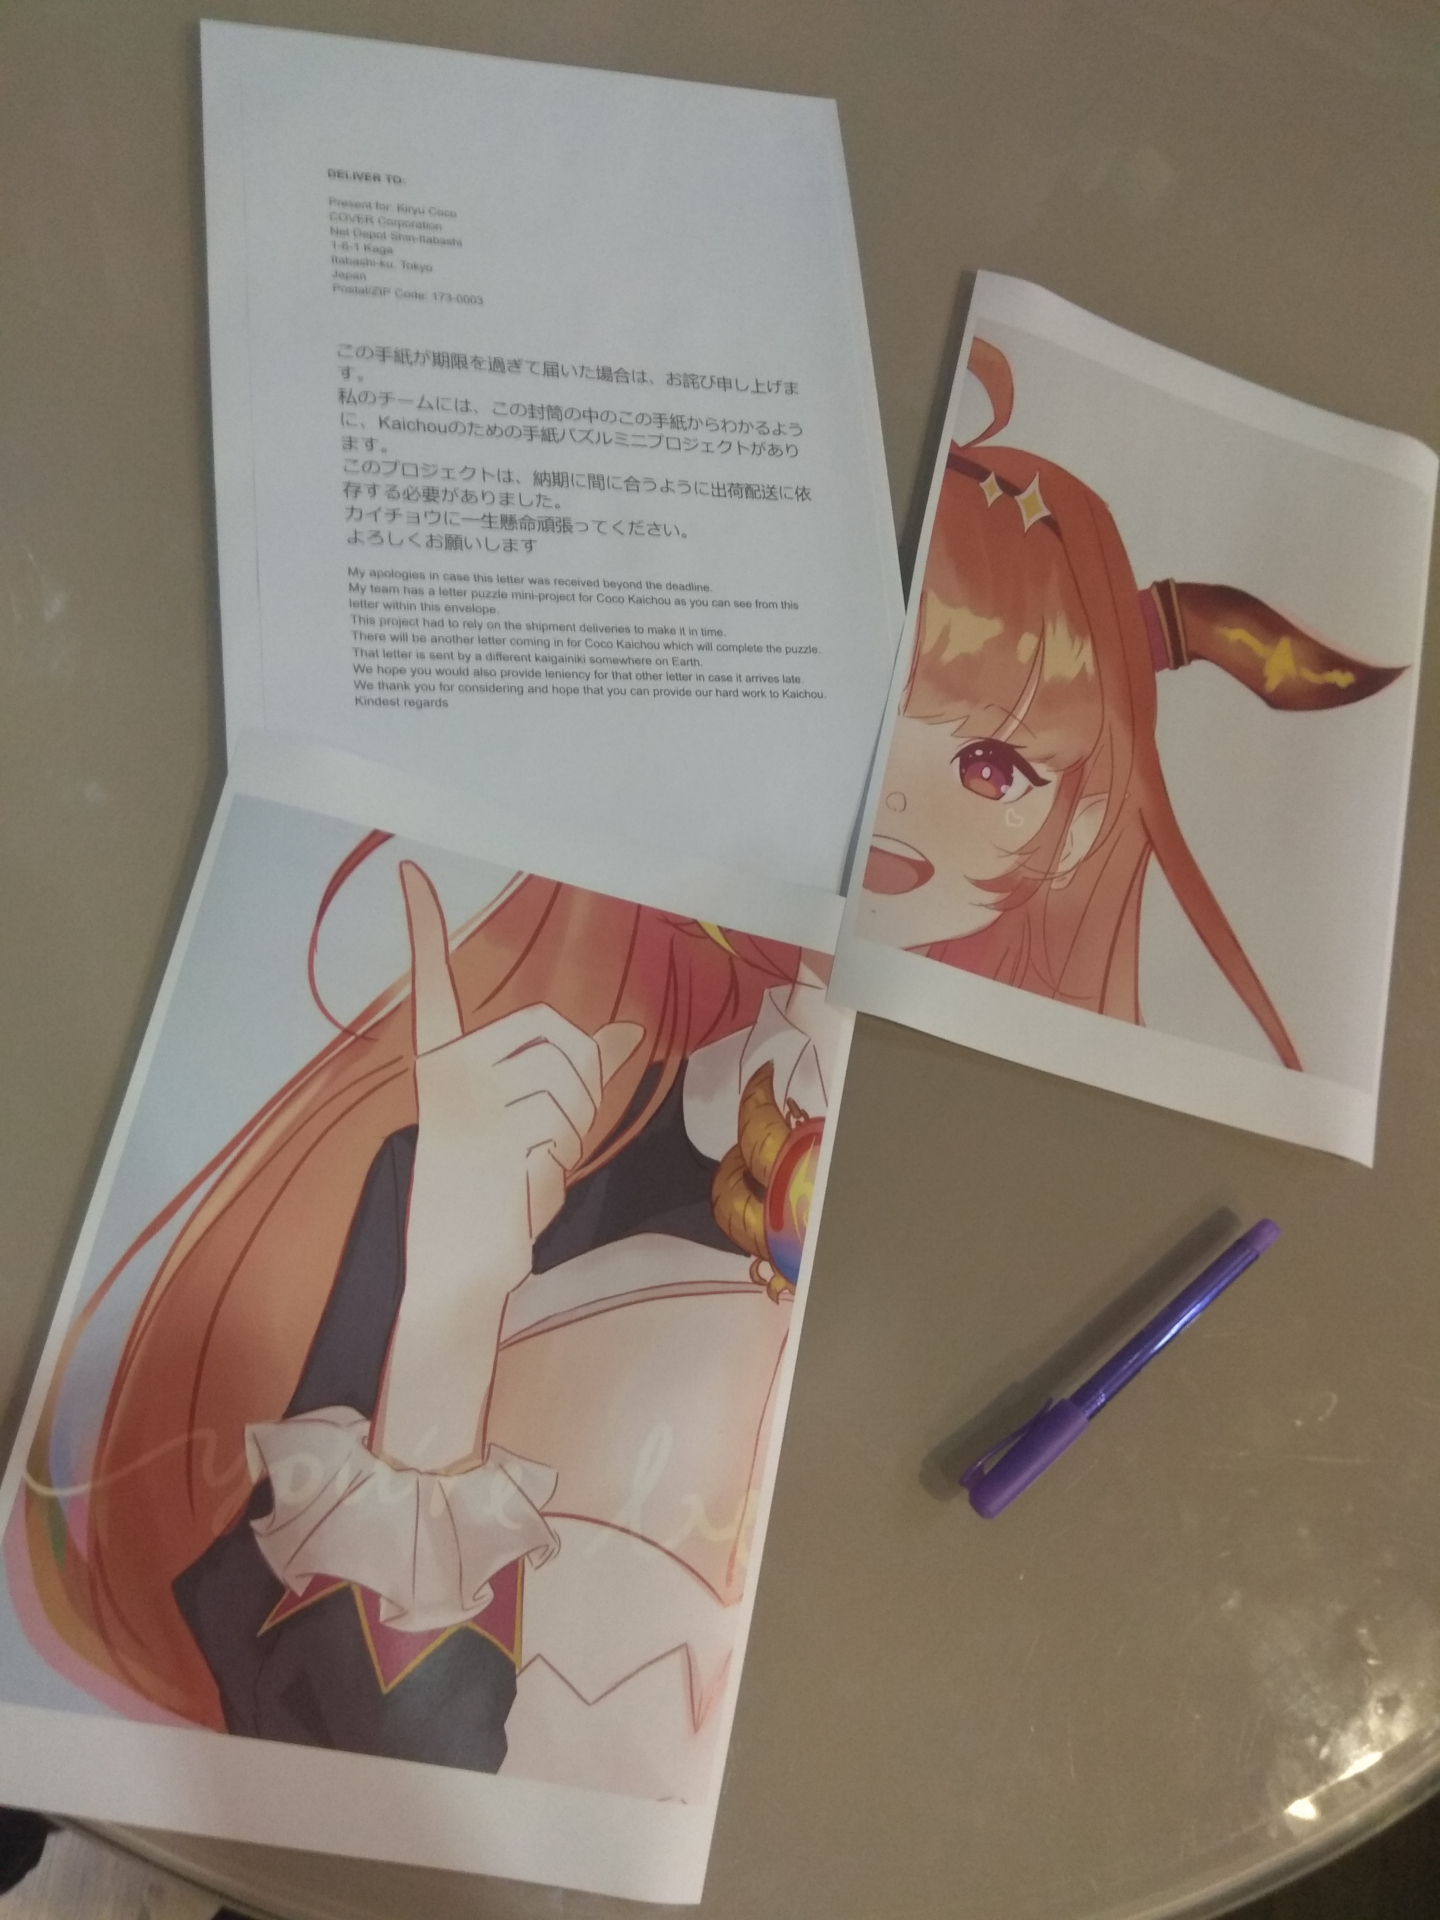 DELIVER TO:
Present for: Kiryu Coco
COVER Corporation
Net Depot Shin-Itabashi
1-6-1 Kaga
Itabashi-ku, Tokyo
Japan
Postal/ZIP Code: 173-0003
この手紙が期限を過ぎて届いた場合は、お詫び申し上げま
す。
私のチームには、この封筒の中のこの手紙からわかるよう
に、Kaichouのための手紙パズルミニプロジェクトがあり
ます。
このプロジェクトは、納期に間に合うように出荷配送に依
存する必要がありました。
カイチョウに一生懸命頑張ってください。
よろしくお願いします
My apologies in case this letter was received beyond the deadline.
My team has a letter puzzle mini-project for Coco Kaichou as you can see from this
letter within this envelope.
This project had to rely on the shipment deliveries to make it in time.
There will be another letter coming in for Coco Kaichou which will complete the puzzle.
That letter is sent by a different kaigainiki somewhere on Earth.
We hope you would also provide leniency for that other letter in case it arrives late.
We thank you for considering and hope that you can provide our hard work to Kaichou.
Kindest regards
you're